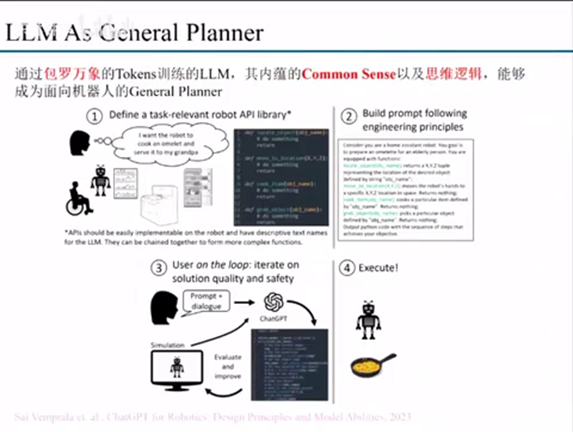 LLM As General Planner
通过包罗万象的Tokens训练的LLM，其内蕴的Common Sense以及思维逻辑，能够
成为面向机器人的General Planner
1 Define a task-relevant robot API library*
I want the robot to
cook an omelet and
serve it to my grandpa
def locate_object(obj_name):
# do something
return
def move_to_location(X,Y,Z)
# do something
return
def cook_item(obj_name):
# do something
return
def grab_object(obj_name):
# do something
return
*APIs should be easily implementable on the robot and have descriptive text names
for the LLM. They can be chained together to form more complex functions.
2 Build prompt following
engineering principles
Consider you are a home assistant robot. You goal is
to prepare an omelette for an elderly person. You are
equipped with functions:
locate_object(obj_name): returns a X,Y,Z tuple
representing the location of the desired object
defined by string "obj_name";
move_to_location(X,Y,Z): moves the robot's hands to
a specific X,Y,Z location in space. Returns nothing;
cook_item(obj_name): cooks a particular item defined
by "obj_name". Returns nothing;
grab_object(obj_name): picks a particular object
defined by "obj_name". Returns nothing;
Output python code with the sequence of steps that
achieves your objective.
3 User on the loop: iterate on
solution quality and safety
Prompt +
dialogue
ChatGPT
Simulation
Evaluate
and
improve
4 Execute!
Sai Vemprala et. al., ChatGPT for Robotics: Design Principles and Model Abilities, 2023